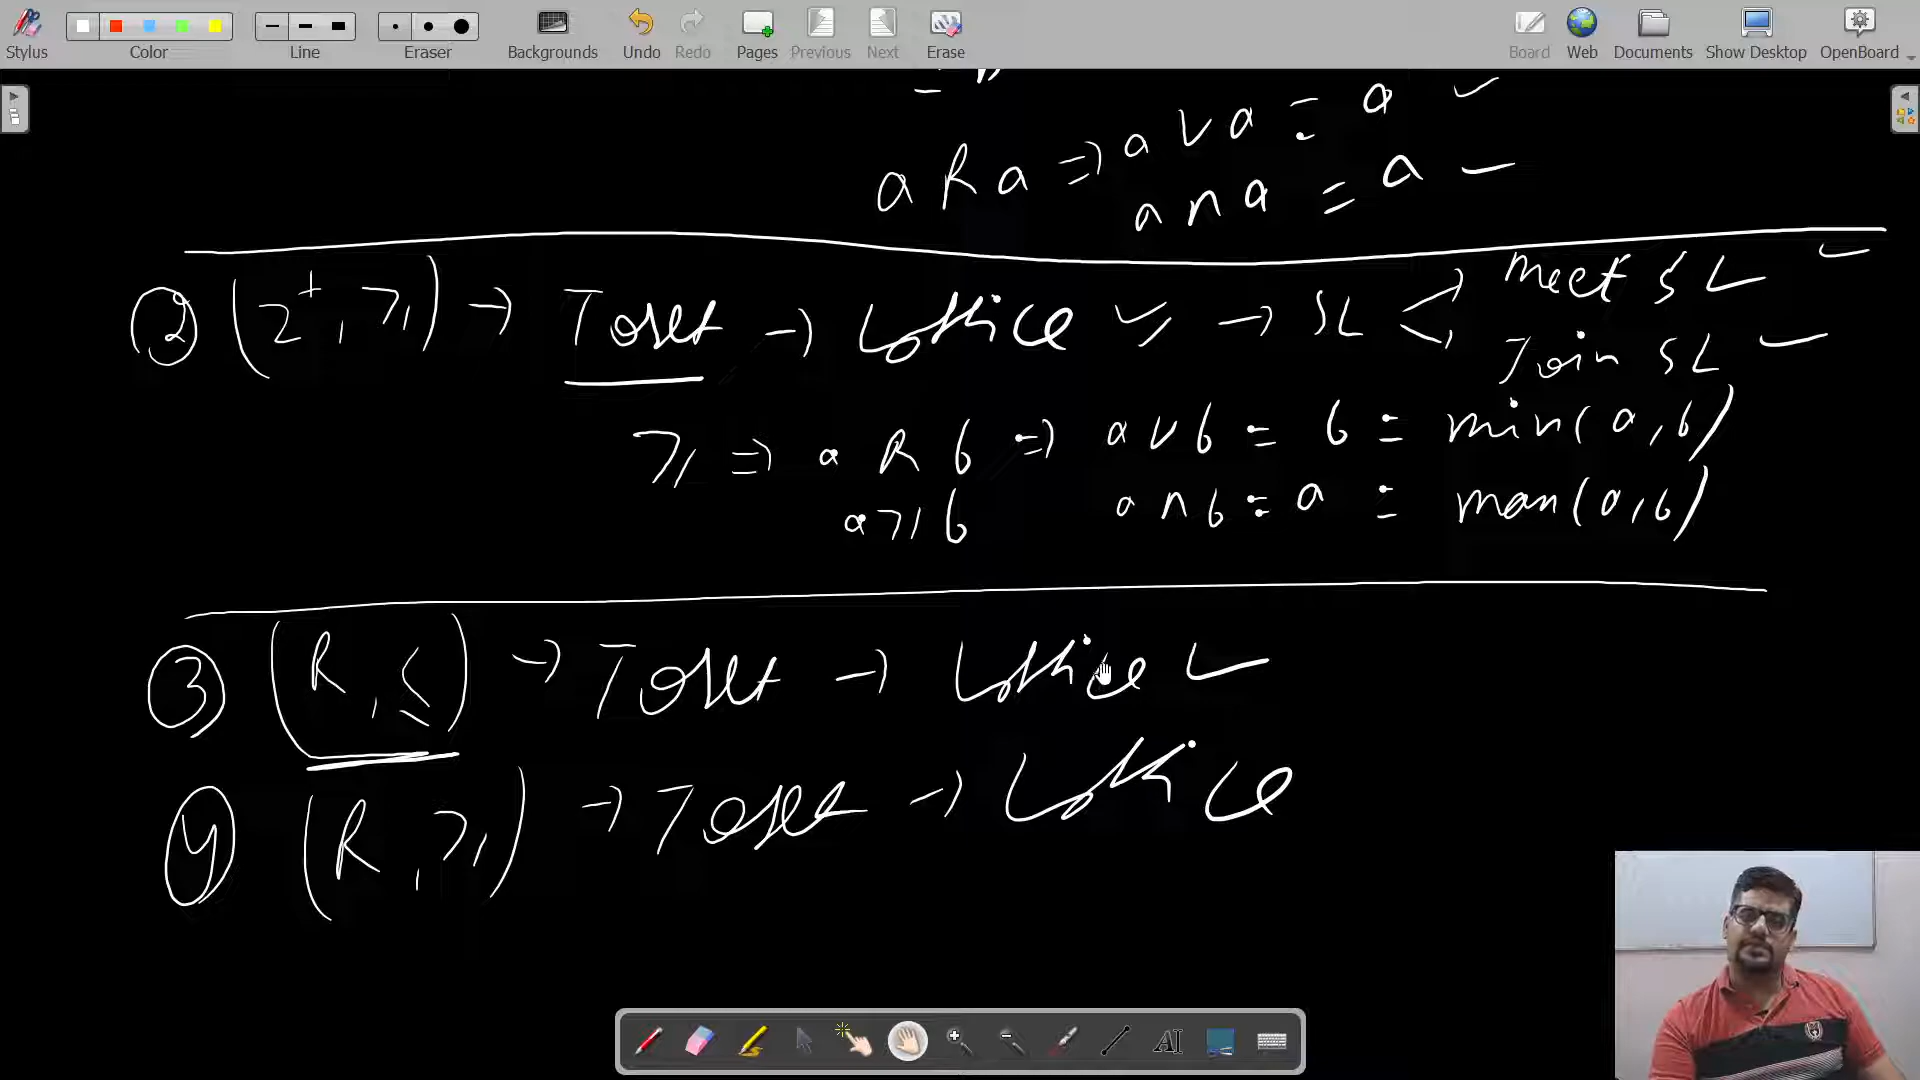 Stylus Color Line Eraser Backgrounds Undo Redo Pages Previous Next Erase Board Web Documents Show Desktop OpenBoard
a R a ⇒ a ∨ a = a ✓
a ∧ a = a
② (Z⁺, ≥) → Toset → Lattice ✓ → SL < Meet SL ✓
Join SL ✓
≥ ⇒ a R b ⇒ a ∨ b = b = min(a, b)
a ≥ b a ∧ b = a = max(a, b)
③ (R, ≤) → Toset → Lattice ✓
④ (R, ≥) → Toset → Lattice